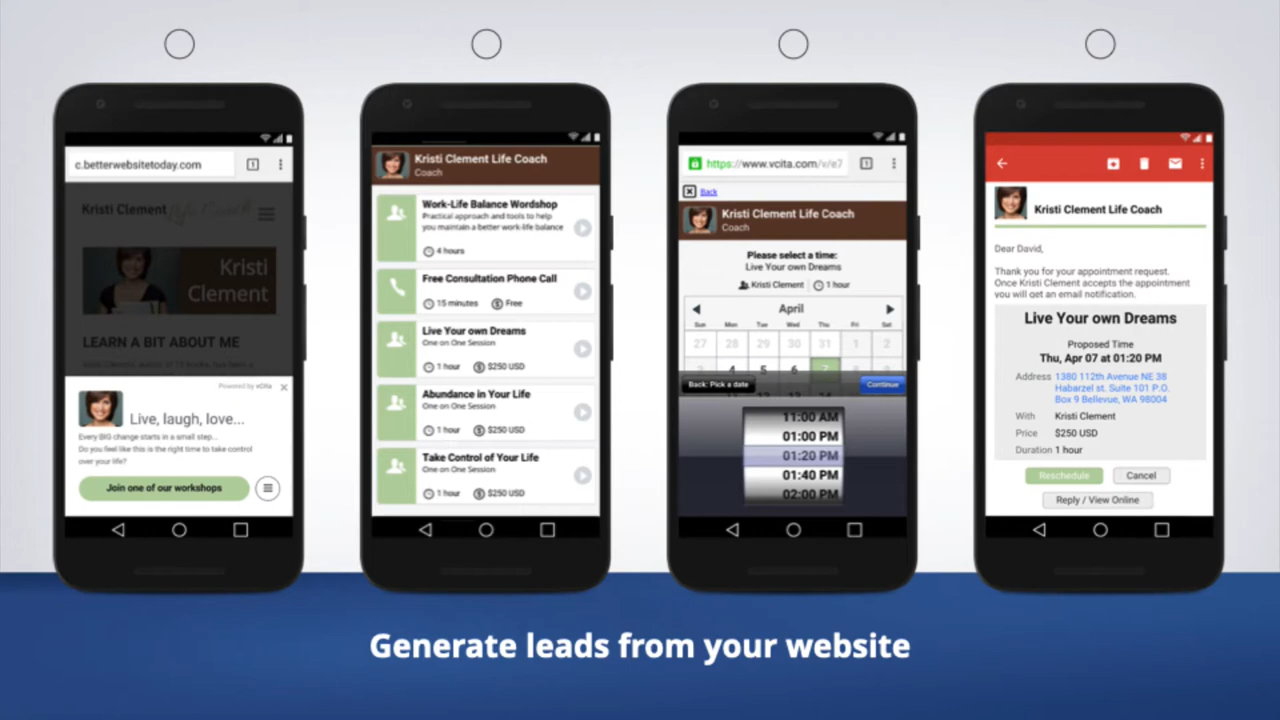 c.betterwebsitetoday.com
1
Kristi Clement Life Coach
Kristi
Clement
LEARN A BIT ABOUT ME
Powered by vCita
Live, laugh, love...
Every BIG change starts in a small step...
Do you feel like this is the right time to take control
over your life?
Join one of our workshops
Kristi Clement Life Coach
Coach
Work-Life Balance Wordshop
Practical approach and tools to help
you maintain a better work-life balance
4 hours
Free Consultation Phone Call
15 minutes Free
Live Your own Dreams
One on One Session
1 hour $250 USD
Abundance in Your Life
One on One Session
1 hour $250 USD
Take Control of Your Life
One on One Session
1 hour $250 USD
https://www.vcita.com/v/e7
1
Back
Kristi Clement Life Coach
Coach
Please select a time:
Live Your own Dreams
Kristi Clement 1 hour
April
Sun Mon Tue Wed Thu Fri Sat
27 28 29 30 31 1 2
3 4 5 6 7 8 9
Back: Pick a date Continue
11:00 AM
01:00 PM
01:20 PM
01:40 PM
02:00 PM
Kristi Clement Life Coach
Dear David,
Thank you for your appointment request.
Once Kristi Clement accepts the appointment
you will get an email notification.
Live Your own Dreams
Proposed Time
Thu, Apr 07 at 01:20 PM
Address 1380 112th Avenue NE 38
Habarzel st. Suite 101 P.O.
Box 9 Bellevue, WA 98004
With Kristi Clement
Price $250 USD
Duration 1 hour
Reschedule Cancel
Reply / View Online
Generate leads from your website